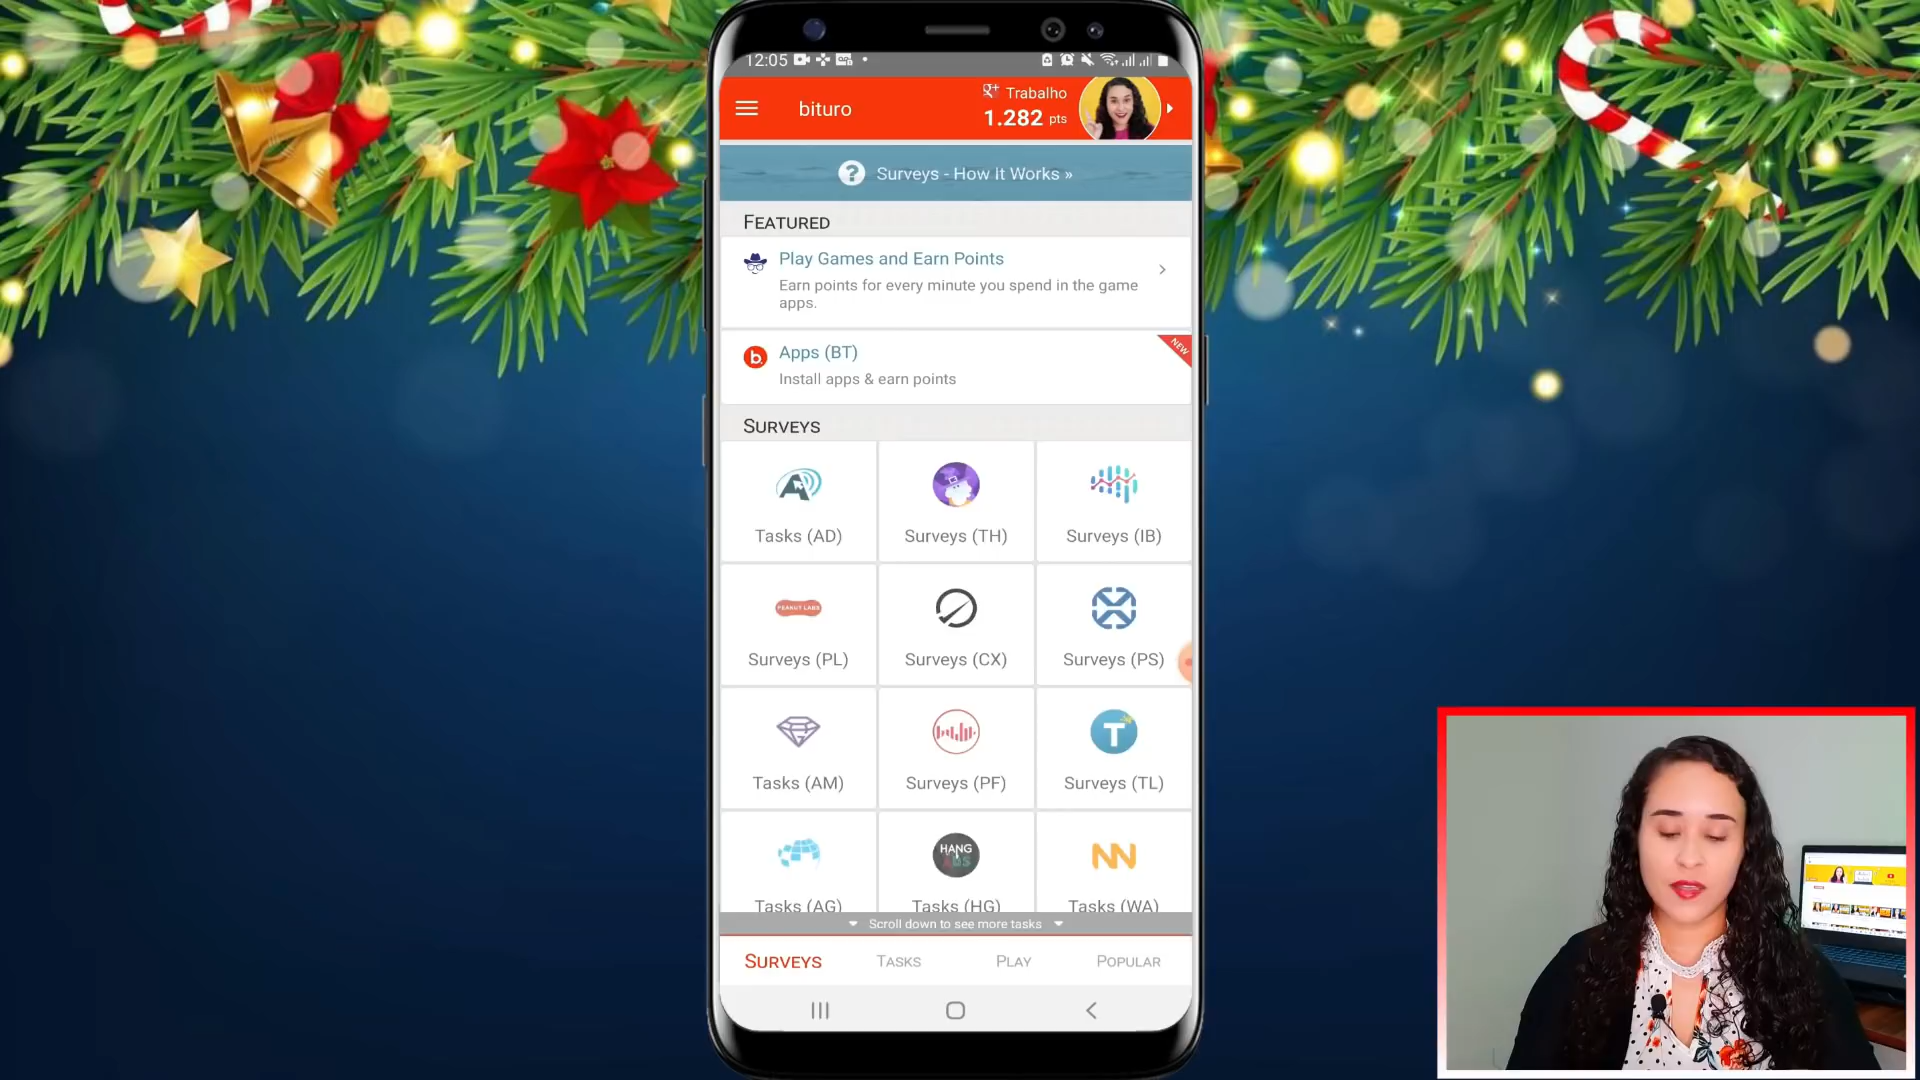 12:05
bituro
Trabalho
1.282 pts
? Surveys - How It Works »
FEATURED
Play Games and Earn Points
Earn points for every minute you spend in the game
apps.
b.
Apps (BT)
NEW
Install apps & earn points
SURVEYS
Tasks (AD)
Surveys (TH)
Surveys (IB)
PEANUT LABS
Surveys (PL)
Surveys (CX)
Surveys (PS)
T
Tasks (AM)
Surveys (PF)
Surveys (TL)
HANG
Tasks (AG)
Tasks (HG)
Tasks (WA)
Scroll down to see more tasks
SURVEYS
TASKS
PLAY
POPULAR